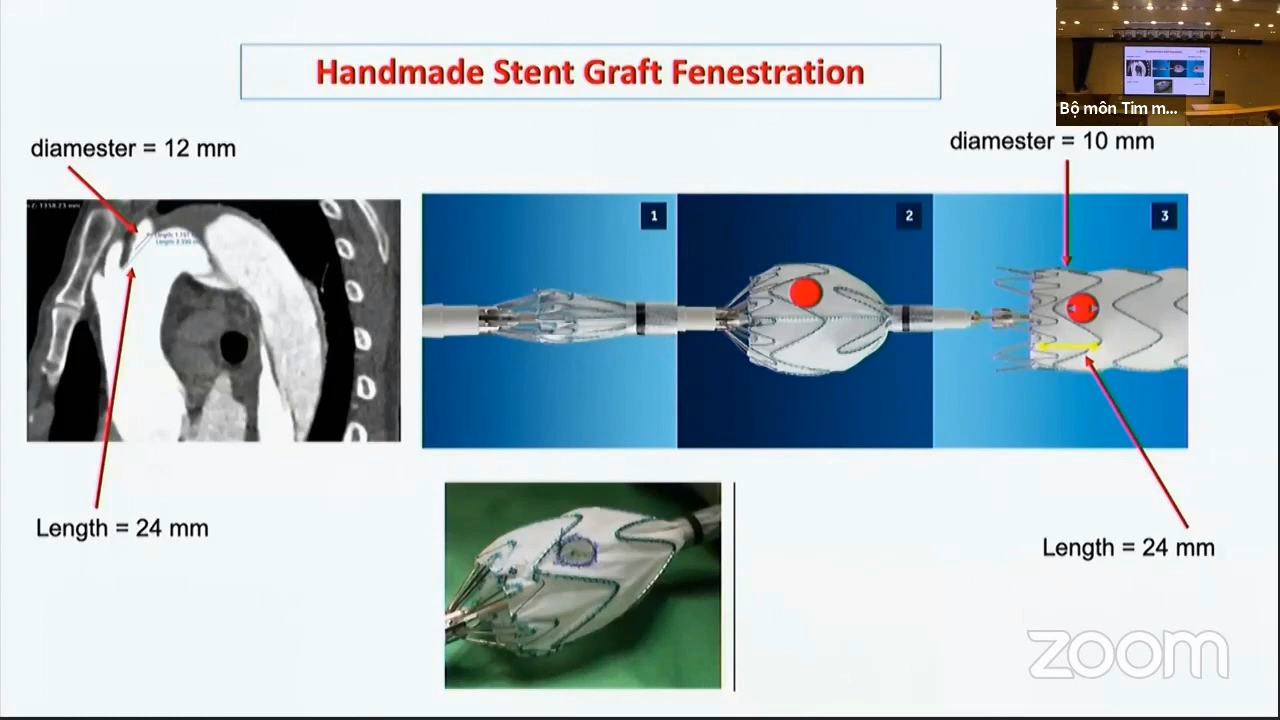 Handmade Stent Graft Fenestration
Bộ môn Tim m...
diamester = 12 mm
diamester = 10 mm
1
2
3
Length = 24 mm
Length = 24 mm
zoom